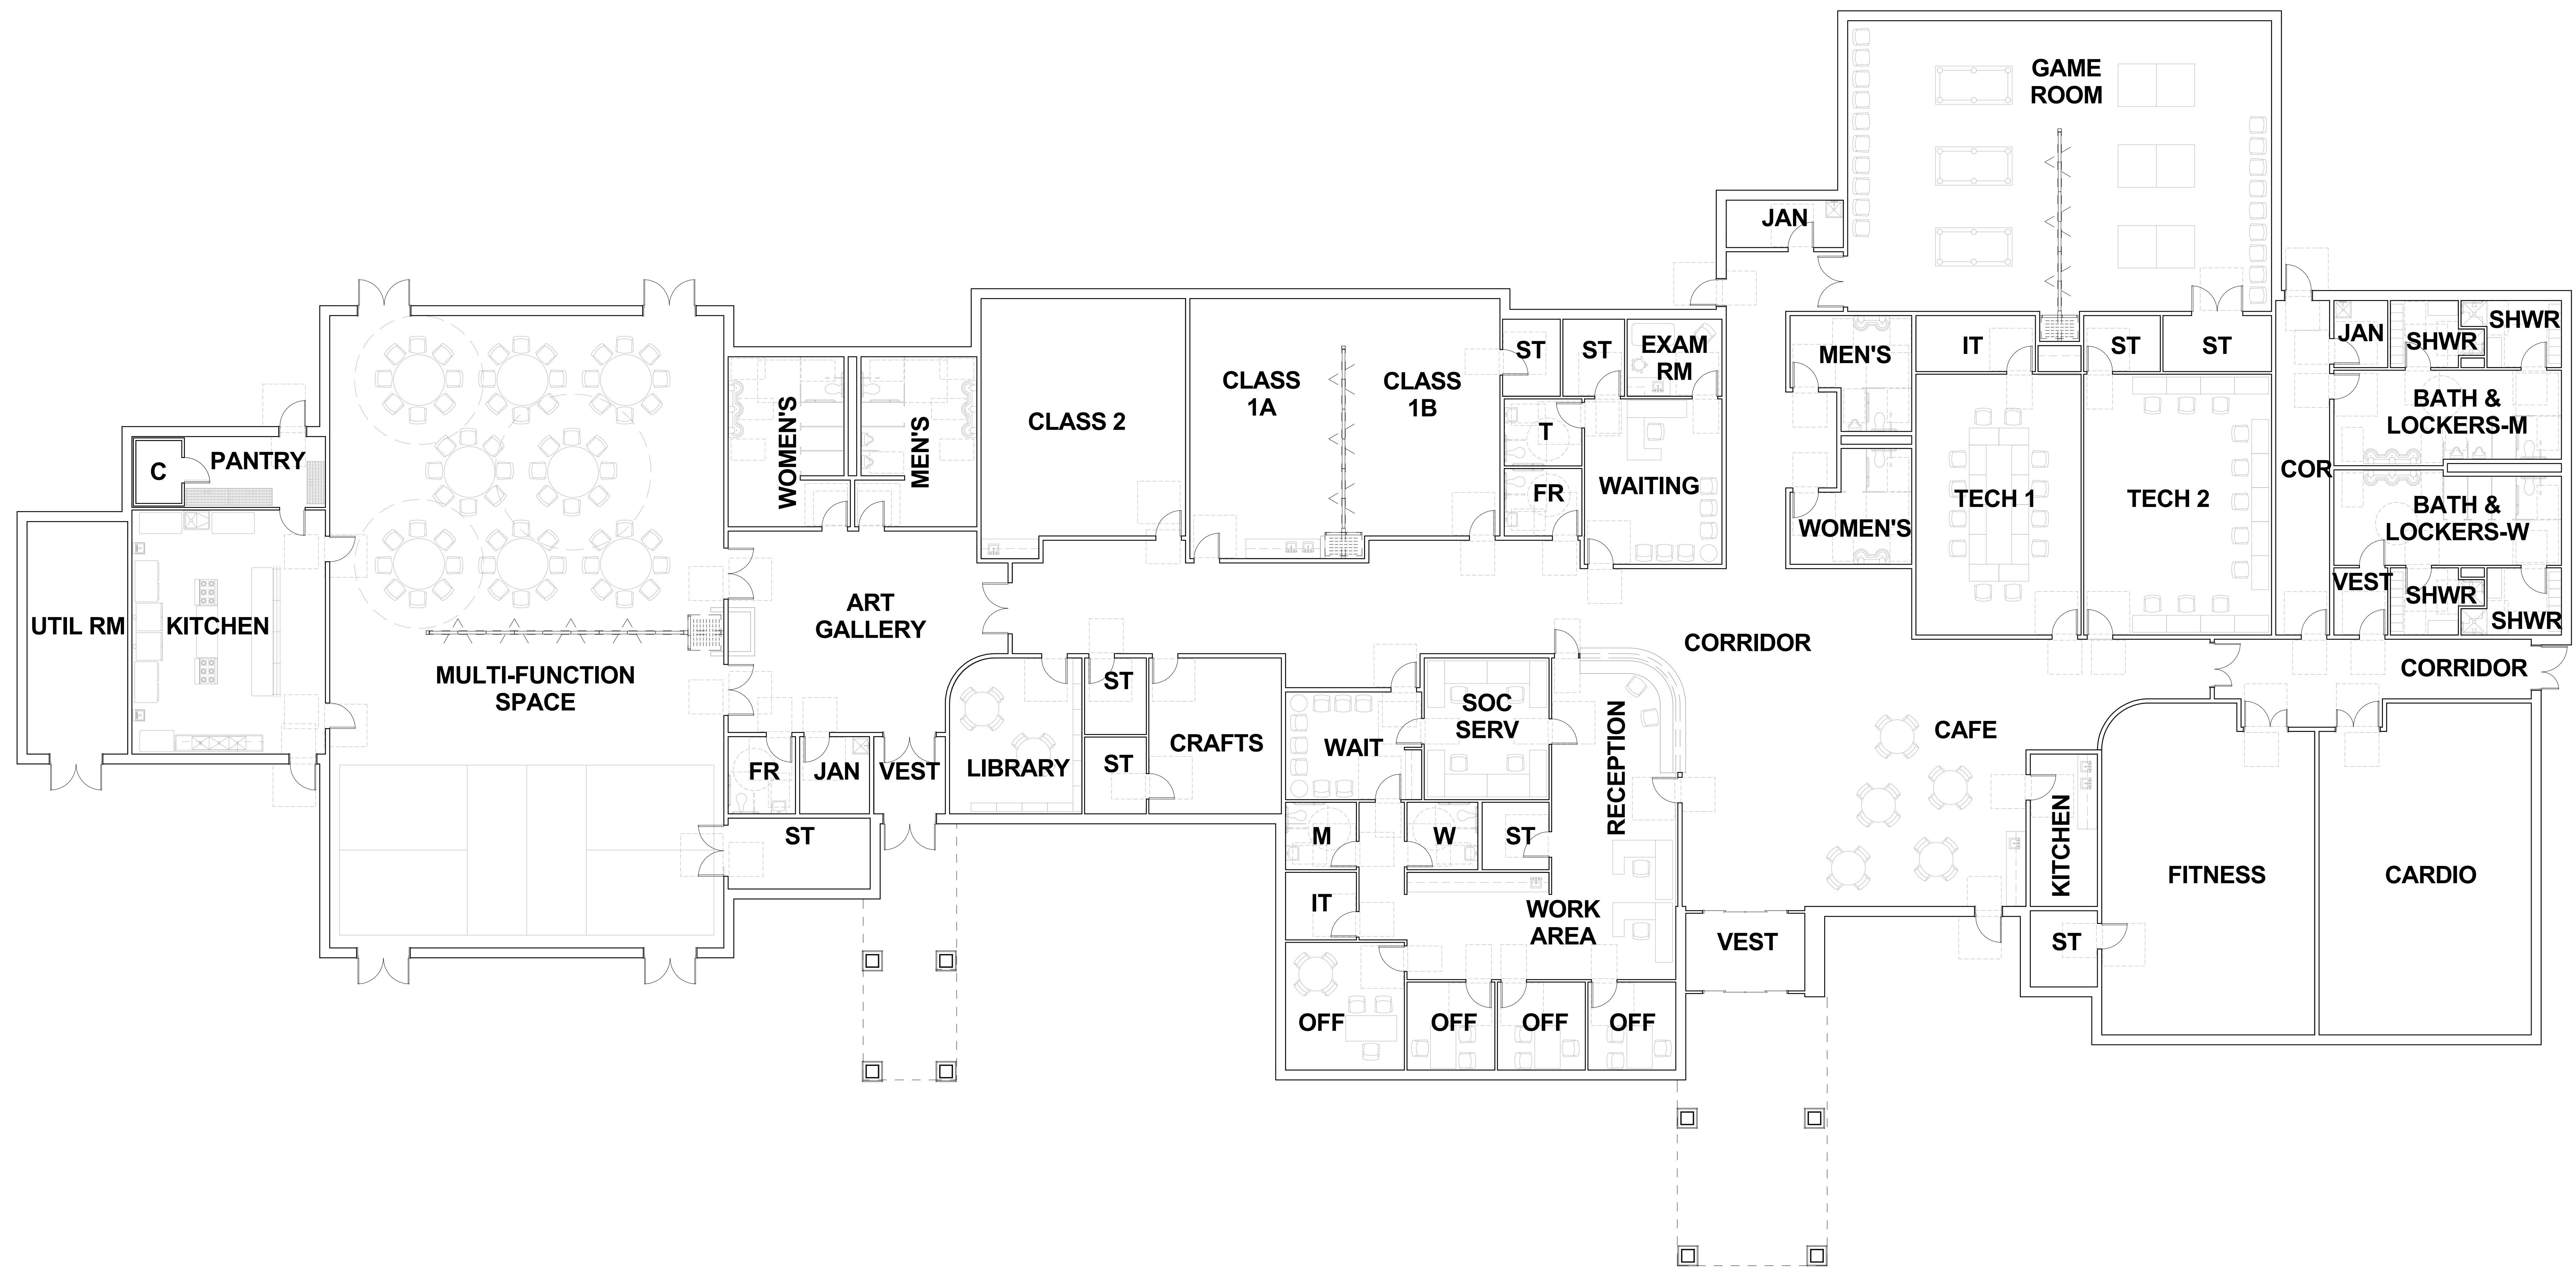 GAME
ROOM
JAN
SHWR
EXAM
RM
ST
ST
MEN'S
IT
ST
ST
JAN
SHWR
CLASS
1A
CLASS
1B
WOMEN'S
MEN'S
CLASS 2
BATH &
LOCKERS-M
T
C
PANTRY
COR
FR
WAITING
TECH 1
TECH 2
BATH &
LOCKERS-W
WOMEN'S
VEST
SHWR
SHWR
UTIL RM
KITCHEN
ART
GALLERY
CORRIDOR
CORRIDOR
MULTI-FUNCTION
SPACE
ST
SOC
SERV
RECEPTION
CAFE
WAIT
CRAFTS
FR
JAN
VEST
LIBRARY
ST
ST
M
W
ST
KITCHEN
FITNESS
CARDIO
IT
WORK
AREA
VEST
ST
OFF
OFF
OFF
OFF